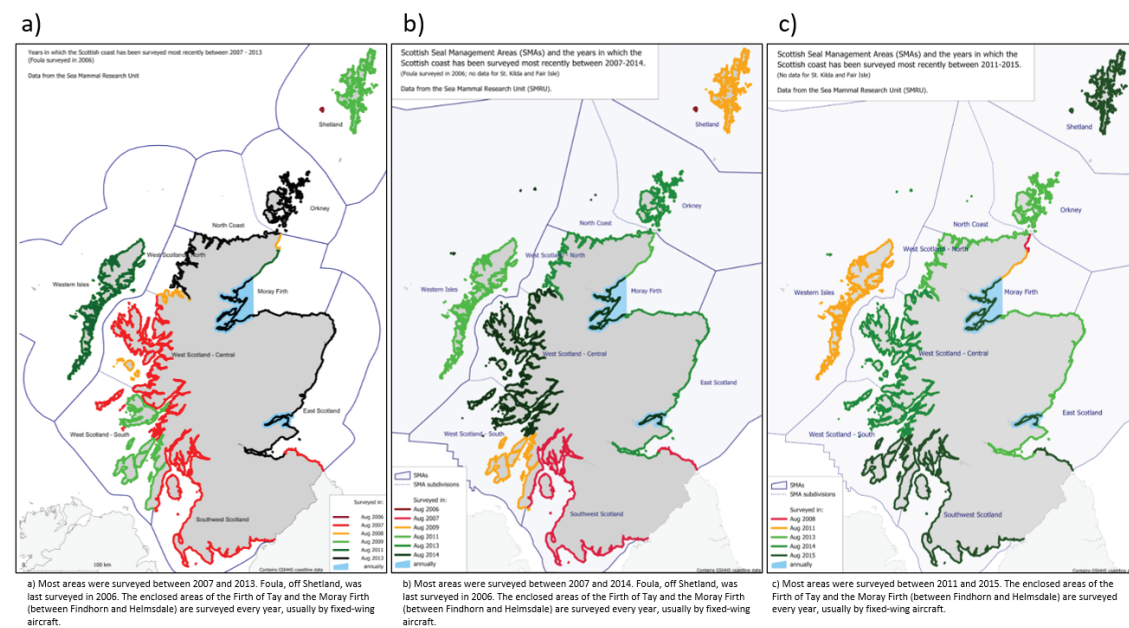 a)
b)
c)
Years in which the Scottish coast has been surveyed most recently between 2007 - 2013
(Foula surveyed in 2006)
Data from the Sea Mammal Research Unit
Shetland
Orkney
North Coast
West Scotland - North
Western Isles
Moray Firth
West Scotland - Central
East Scotland
West Scotland - South
Southwest Scotland
Surveyed in:
Aug 2006
Aug 2007
Aug 2008
Aug 2009
Aug 2011
Aug 2013
annually
100 km
Contains OSHHS coastline data
Scottish Seal Management Areas (SMAs) and the years in which the
Scottish coast has been surveyed most recently between 2007-2014.
(Foula surveyed in 2006; no data for St. Kilda and Fair Isle)
Data from the Sea Mammal Research Unit (SMRU).
Shetland
Orkney
North Coast
West Scotland - North
Western Isles
Moray Firth
West Scotland - Central
East Scotland
West Scotland - South
Southwest Scotland
SMAs
SMA subdivisions
Surveyed in:
Aug 2006
Aug 2007
Aug 2009
Aug 2011
Aug 2013
Aug 2014
annually
Contains OSHHS coastline data
Scottish Seal Management Areas (SMAs) and the years in which the
Scottish coast has been surveyed most recently between 2011-2015.
(No data for St. Kilda and Fair Isle)
Data from the Sea Mammal Research Unit (SMRU).
Shetland
Orkney
North Coast
West Scotland - North
Western Isles
Moray Firth
West Scotland - Central
East Scotland
West Scotland - South
Southwest Scotland
SMAs
SMA subdivisions
Surveyed in:
Aug 2008
Aug 2011
Aug 2013
Aug 2014
Aug 2015
annually
Contains OSHHS coastline data
a) Most areas were surveyed between 2007 and 2013. Foula, off Shetland, was
last surveyed in 2006. The enclosed areas of the Firth of Tay and the Moray Firth
(between Findhorn and Helmsdale) are surveyed every year, usually by fixed-wing
aircraft.
b) Most areas were surveyed between 2007 and 2014. Foula, off Shetland, was
last surveyed in 2006. The enclosed areas of the Firth of Tay and the Moray Firth
(between Findhorn and Helmsdale) are surveyed every year, usually by fixed-wing
aircraft.
c) Most areas were surveyed between 2011 and 2015. The enclosed areas of the
Firth of Tay and the Moray Firth (between Findhorn and Helmsdale) are surveyed
every year, usually by fixed-wing aircraft.